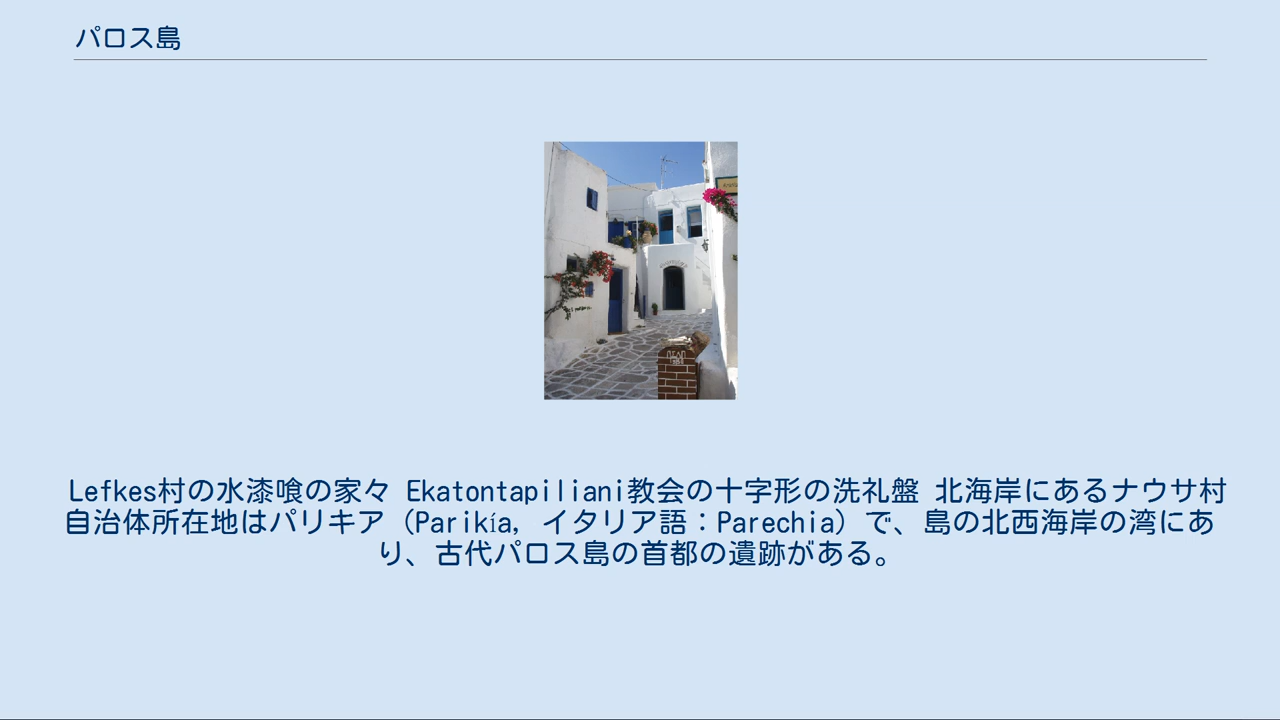 パロス島
Lefkes村の水漆喰の家々 Ekatontapiliani教会の十字形の洗礼盤 北海岸にあるナウサ村
自治体所在地はパリキア（Parikía, イタリア語：Parechia）で、島の北西海岸の湾にあ
り、古代パロス島の首都の遺跡がある。